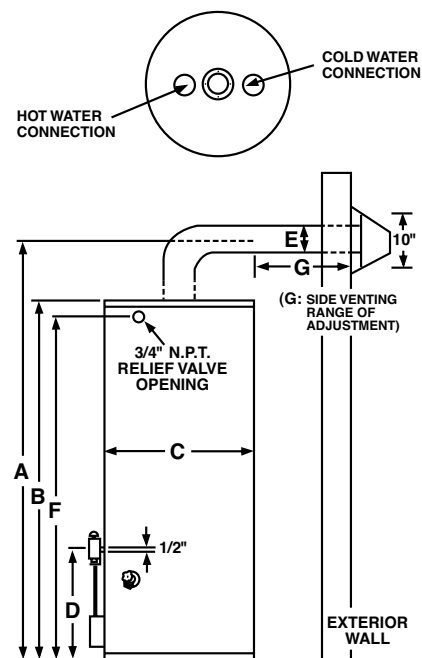 COLD WATER
CONNECTION
HOT WATER
CONNECTION
E
10"
G
(G: SIDE VENTING
RANGE OF
ADJUSTMENT)
3/4" N.P.T.
RELIEF VALVE
OPENING
A
B
F
C
1/2"
D
EXTERIOR
WALL